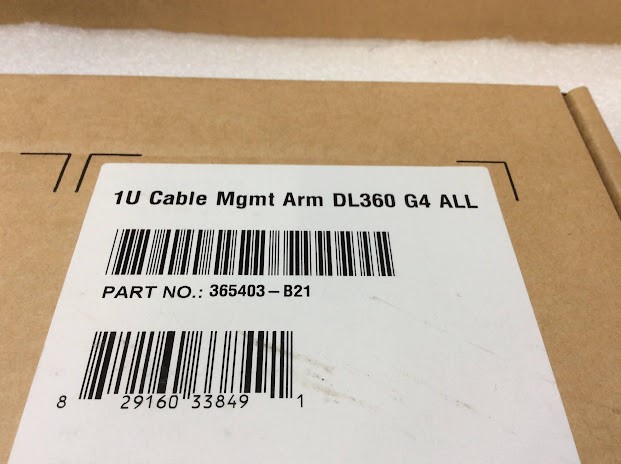 1U Cable Mgmt Arm DL360 G4 ALL
PART NO.: 365403-B21
8 29160 33849 1